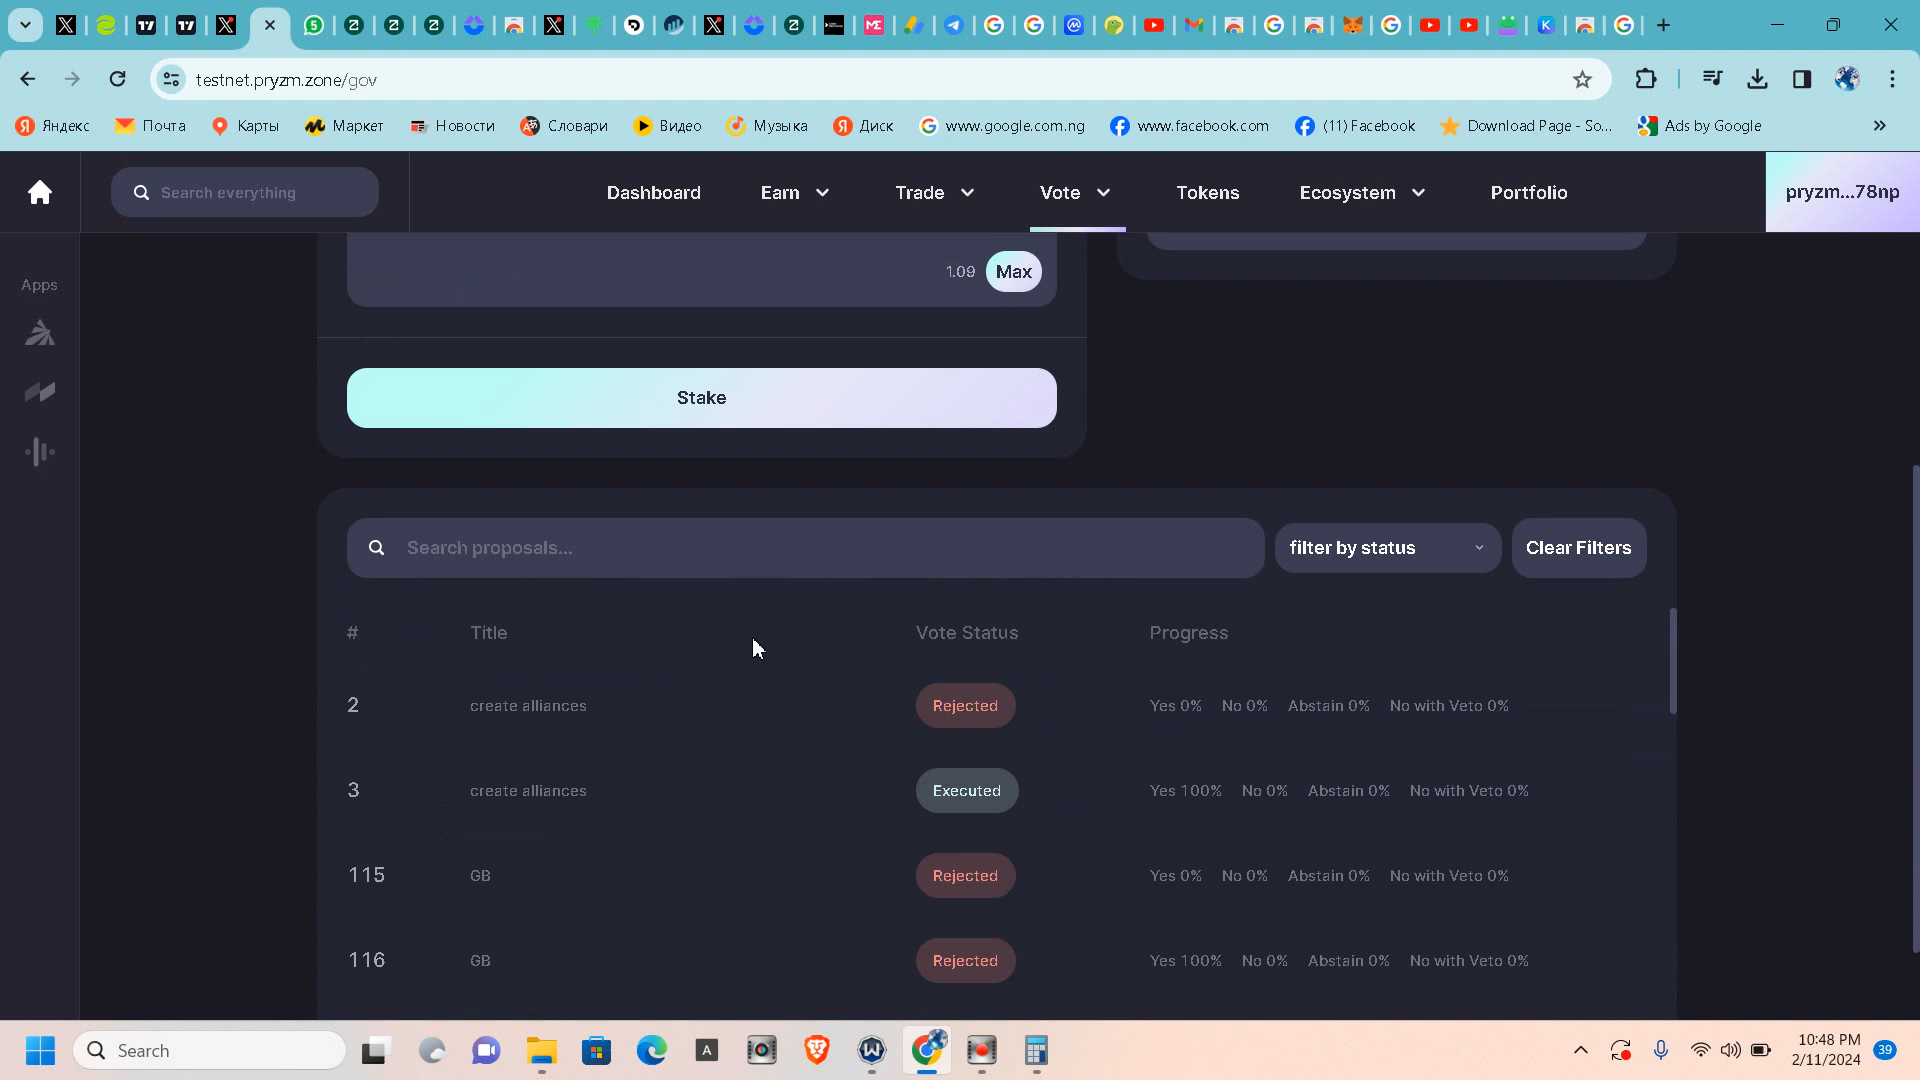 testnet.pryzm.zone/gov
Яндекс Почта Карты Маркет Новости Словари Видео Музыка Диск www.google.com.ng www.facebook.com (11) Facebook Download Page - So... Ads by Google
Search everything Dashboard Earn Trade Vote Tokens Ecosystem Portfolio pryzm...78np
Apps
1.09 Max
Stake
Search proposals... filter by status Clear Filters
# Title Vote Status Progress
2 create alliances Rejected Yes 0% No 0% Abstain 0% No with Veto 0%
3 create alliances Executed Yes 100% No 0% Abstain 0% No with Veto 0%
115 GB Rejected Yes 0% No 0% Abstain 0% No with Veto 0%
116 GB Rejected Yes 100% No 0% Abstain 0% No with Veto 0%
Search 10:48 PM
2/11/2024 39